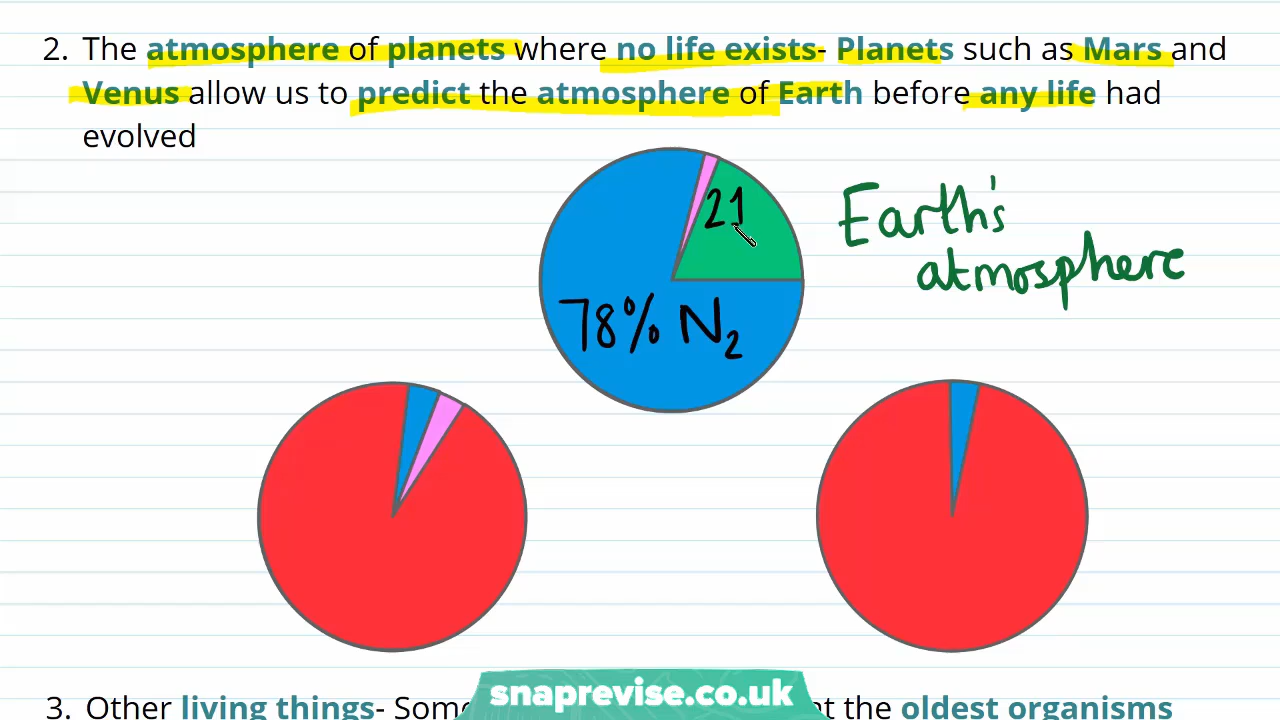 2. The atmosphere of planets where no life exists- Planets such as Mars and
Venus allow us to predict the atmosphere of Earth before any life had
evolved
21
Earth's
atmosphere
78% N₂
snaprevise.co.uk
3. Other living things- Some at the oldest organisms